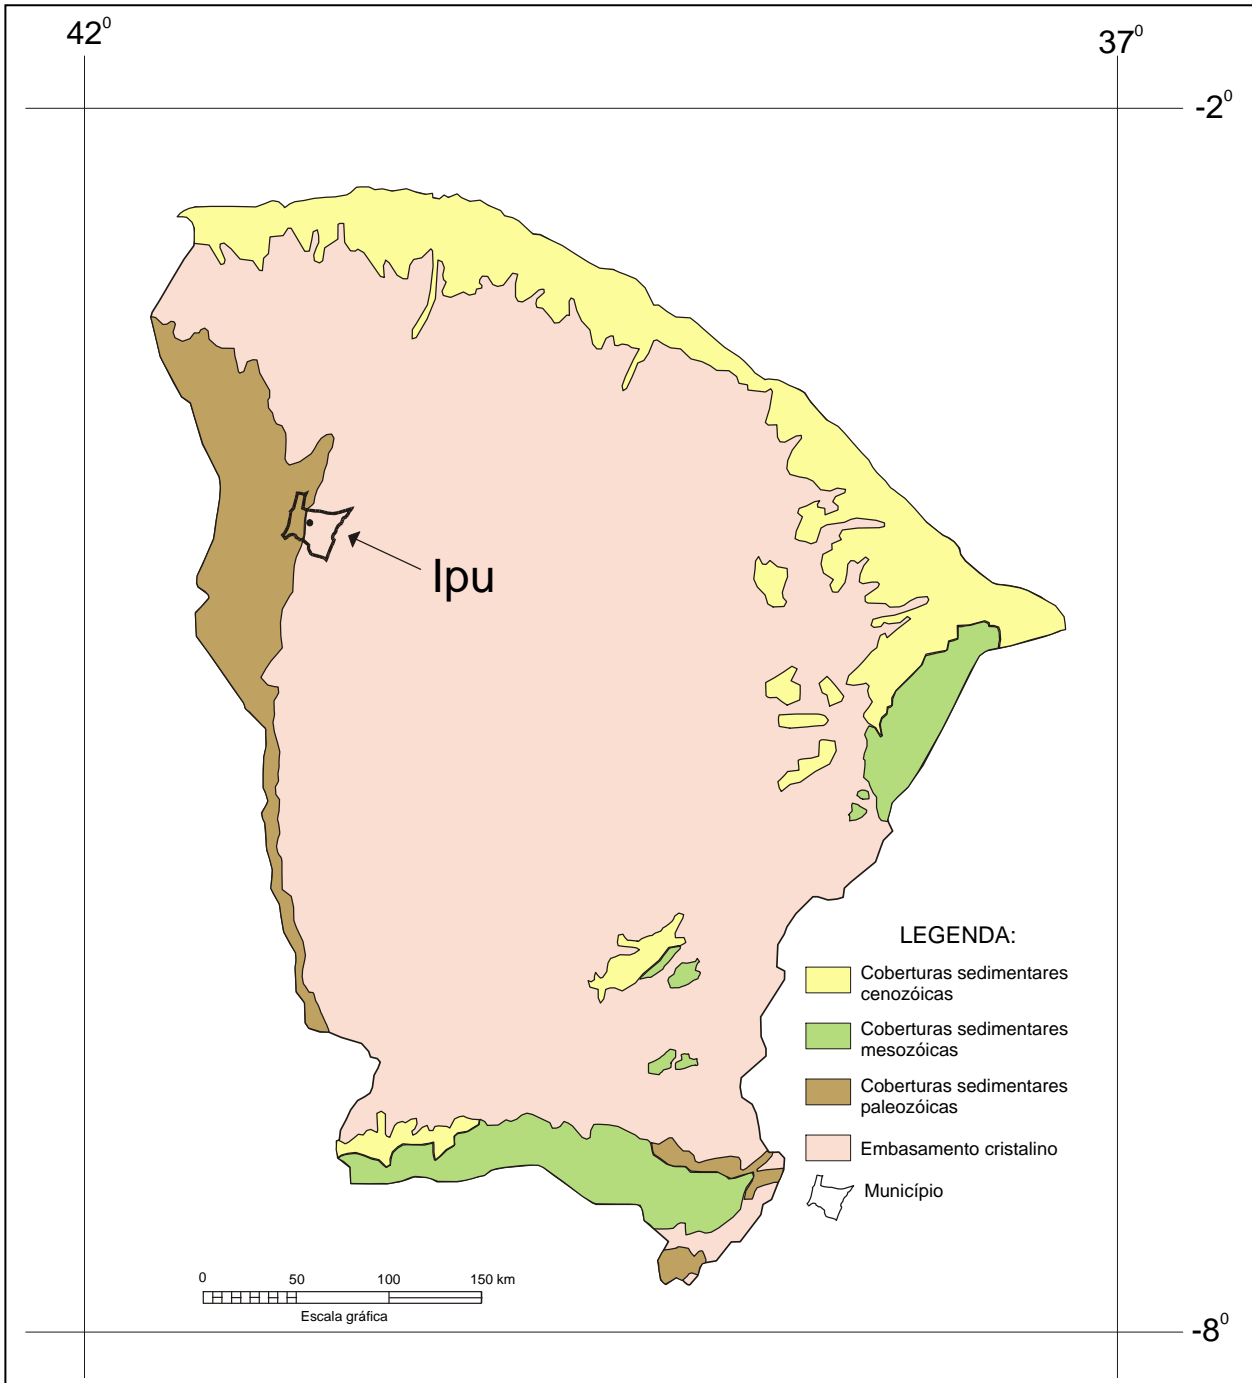 42⁰
37⁰
-2⁰
Ipu
LEGENDA:
Coberturas sedimentares
cenozóicas
Coberturas sedimentares
mesozóicas
Coberturas sedimentares
paleozóicas
Embasamento cristalino
Município
0 50 100 150 km
Escala gráfica
-8⁰